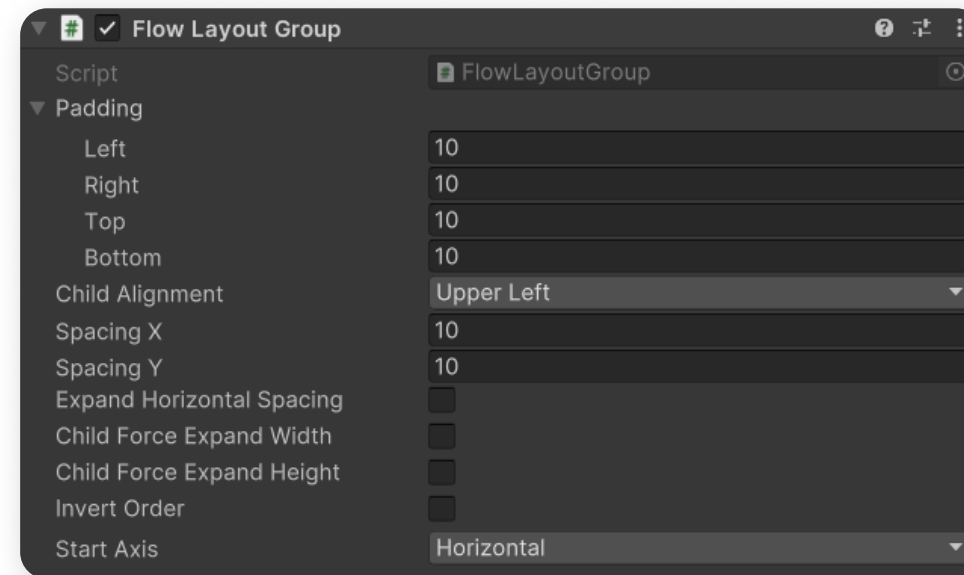 Flow Layout Group
Script FlowLayoutGroup
Padding
Left 10
Right 10
Top 10
Bottom 10
Child Alignment Upper Left
Spacing X 10
Spacing Y 10
Expand Horizontal Spacing
Child Force Expand Width
Child Force Expand Height
Invert Order
Start Axis Horizontal